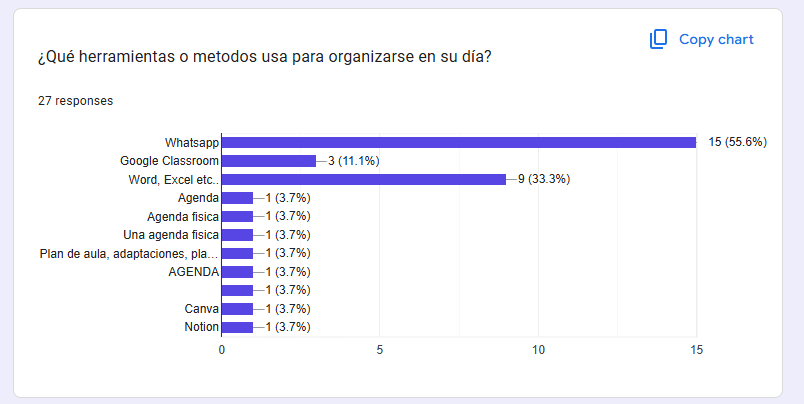 Copy chart
¿Qué herramientas o metodos usa para organizarse en su día?
27 responses
Whatsapp 15 (55.6%)
Google Classroom 3 (11.1%)
Word, Excel etc.. 9 (33.3%)
Agenda 1 (3.7%)
Agenda fisica 1 (3.7%)
Una agenda fisica 1 (3.7%)
Plan de aula, adaptaciones, pla... 1 (3.7%)
AGENDA 1 (3.7%)
1 (3.7%)
Canva 1 (3.7%)
Notion 1 (3.7%)
0 5 10 15